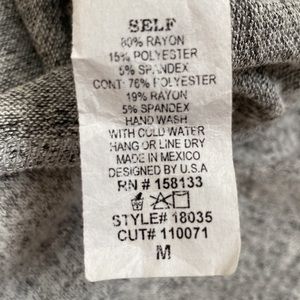 SELF
80% RAYON
15% POLYESTER
5% SPANDEX
CONT: 76% POLYESTER
19% RAYON
5% SPANDEX
HAND WASH
WITH COLD WATER
HANG OR LINE DRY
MADE IN MEXICO
DESIGNED BY U.S.A
RN # 158133
STYLE# 18035
CUT# 110071
M